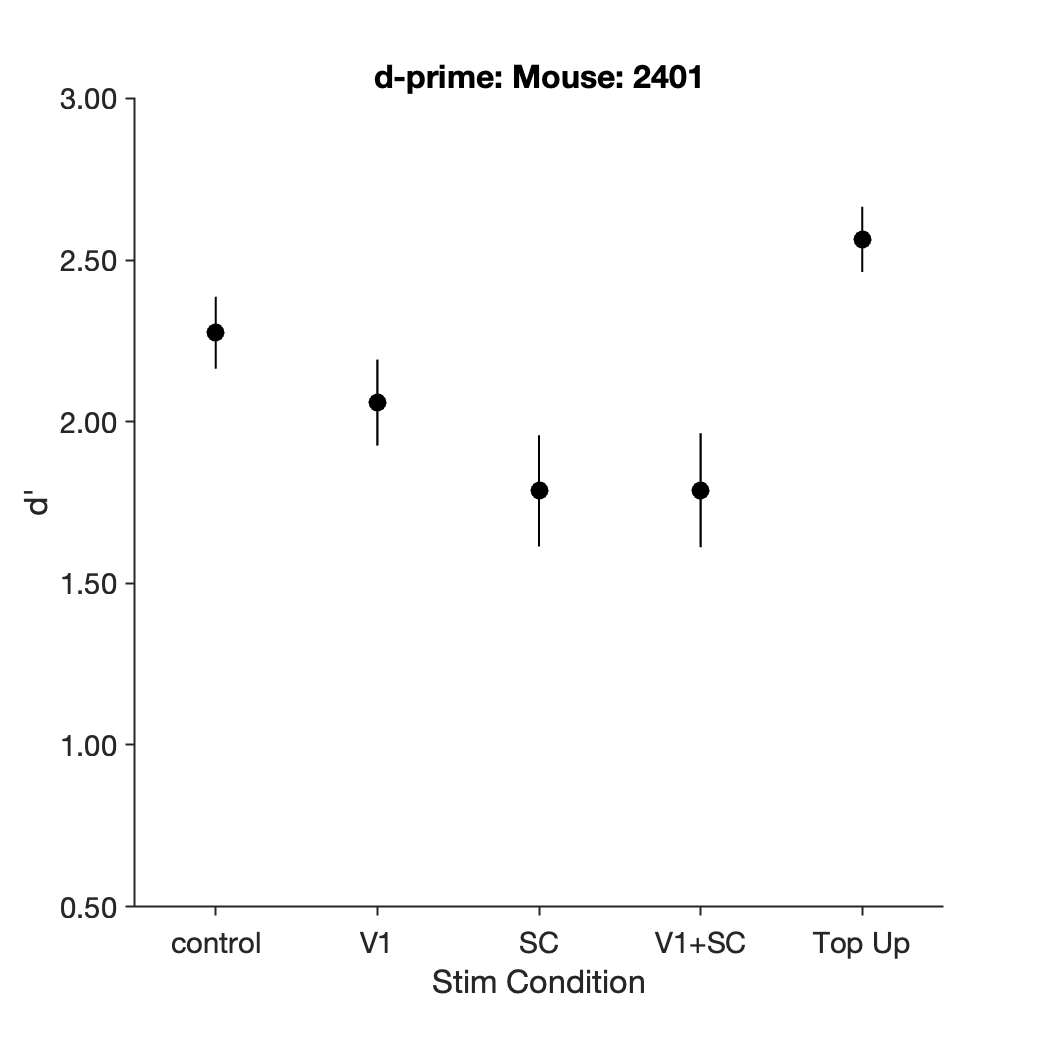 d-prime: Mouse: 2401
3.00
2.50
2.00
1.50
1.00
0.50
d'
control V1 SC V1+SC Top Up
Stim Condition